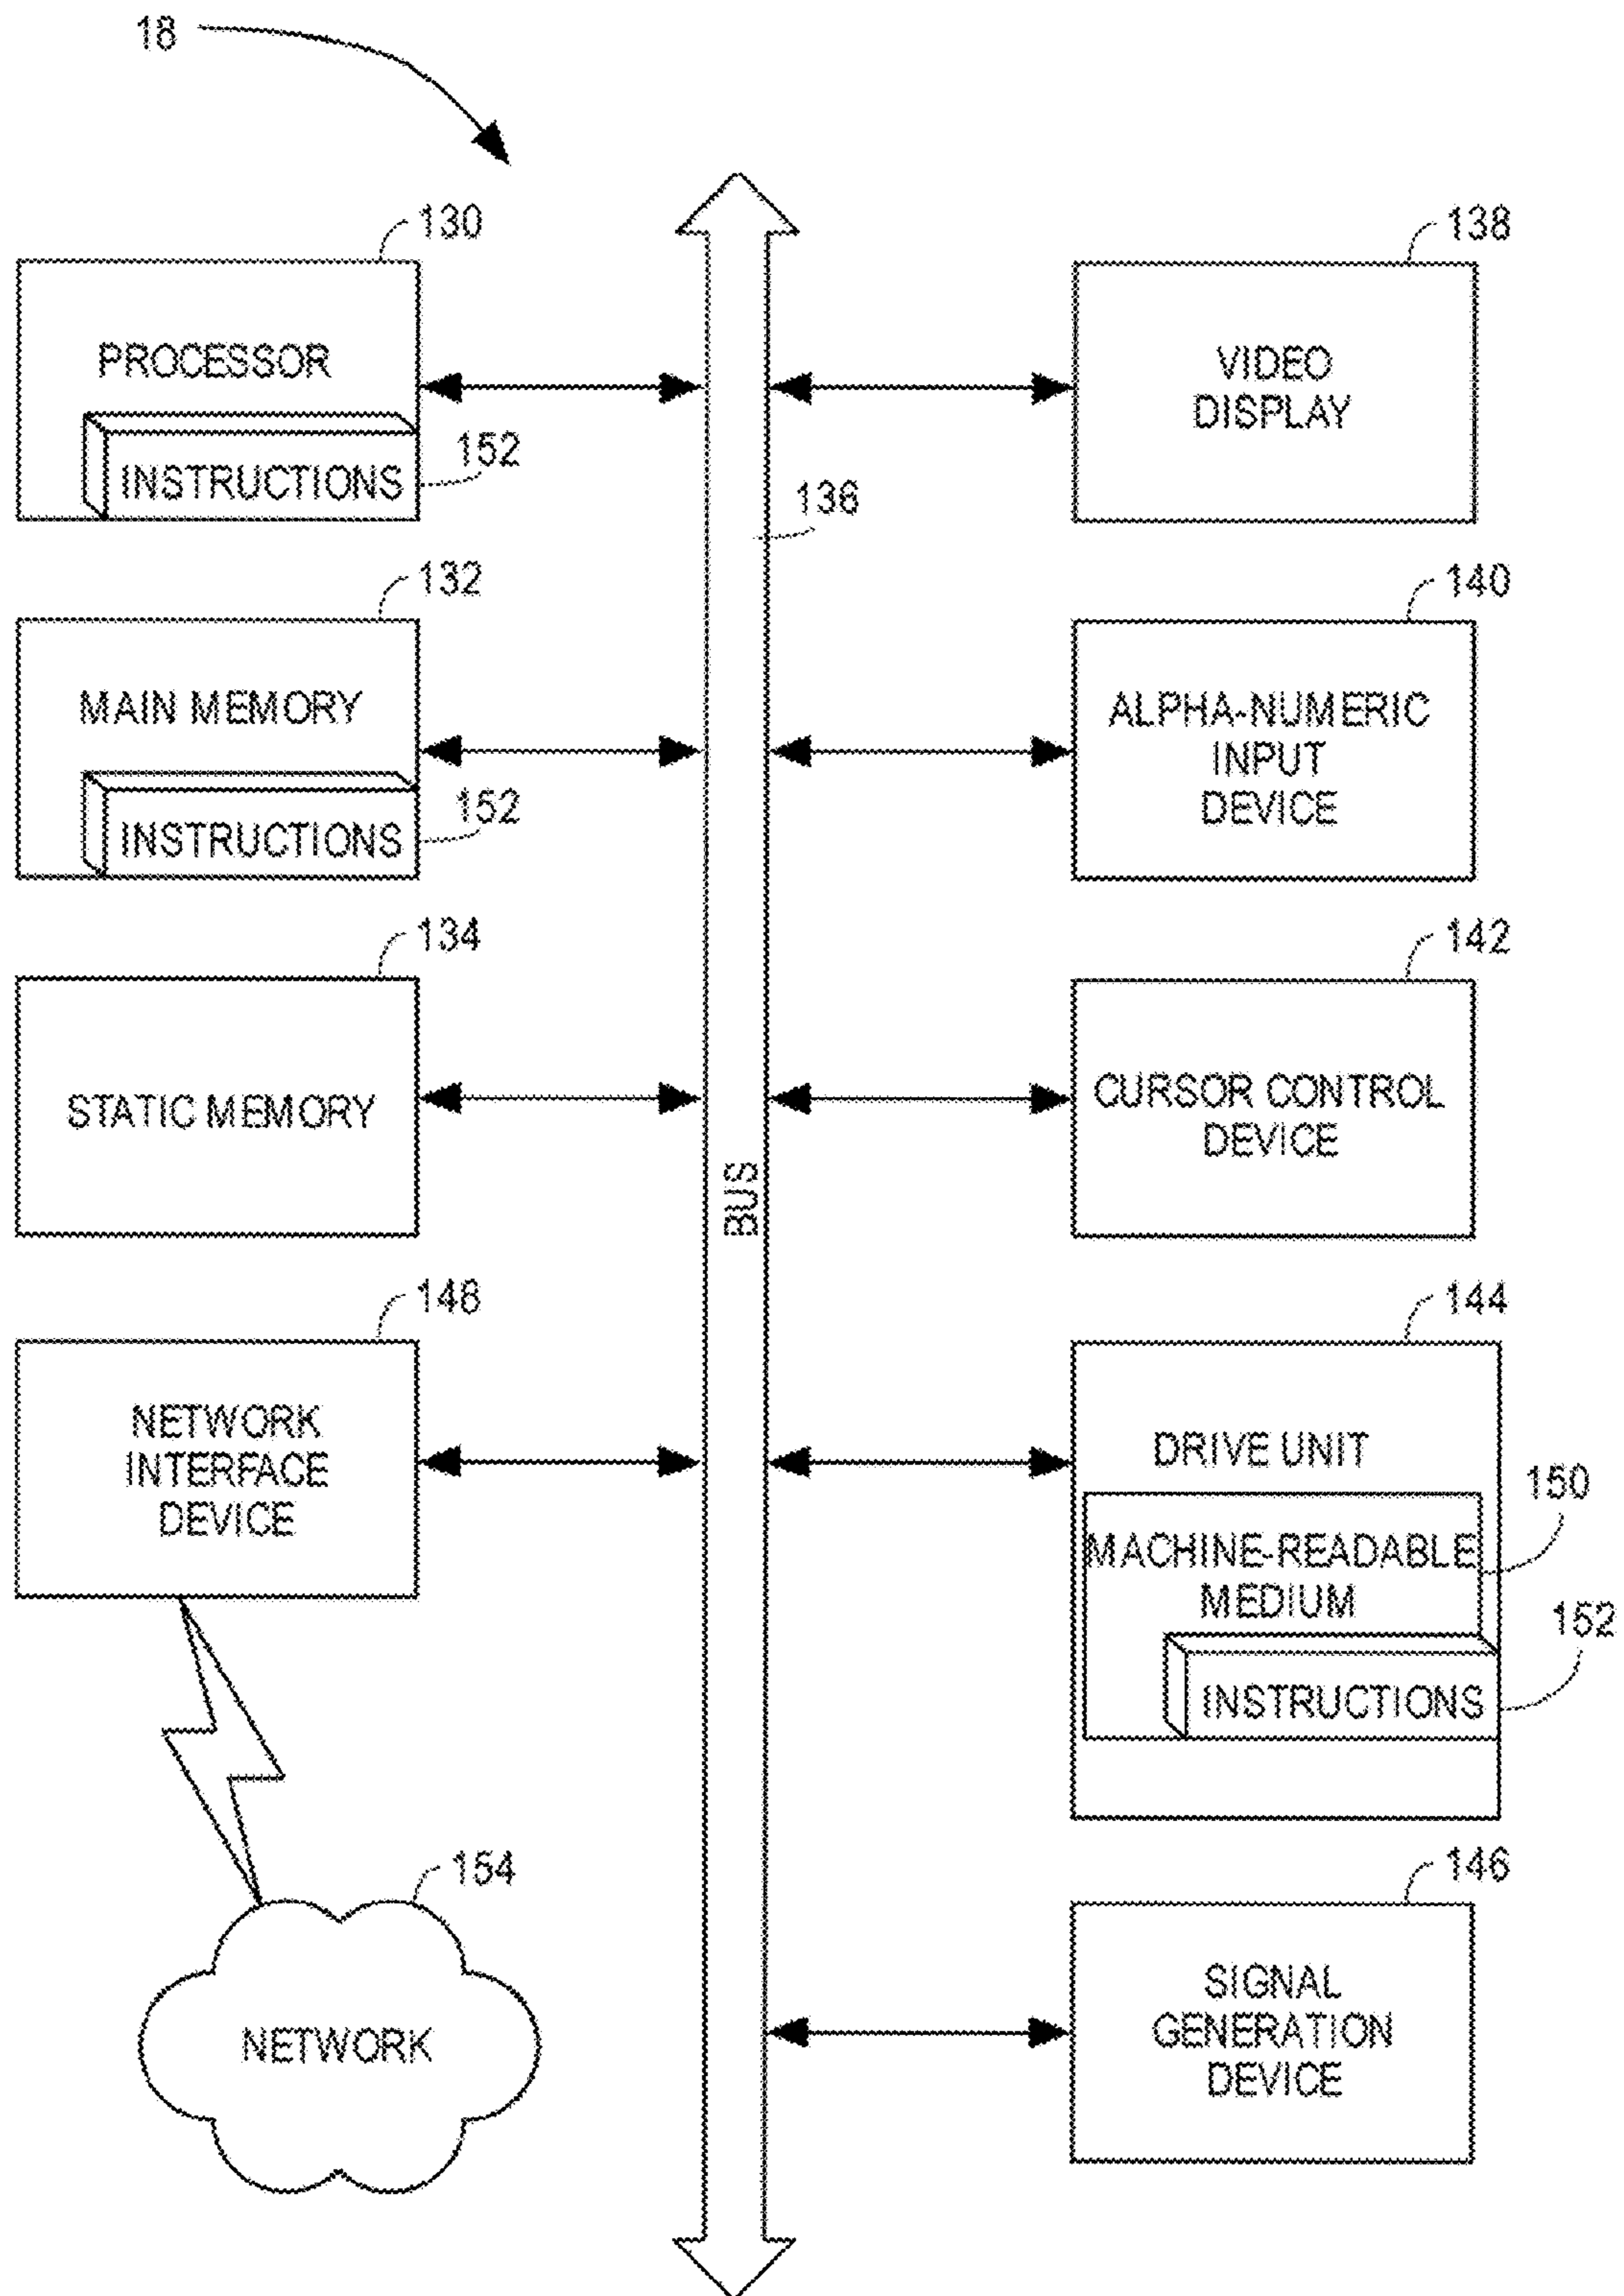 18
130
PROCESSOR
INSTRUCTIONS
152
132
MAIN MEMORY
INSTRUCTIONS
152
134
STATIC MEMORY
148
NETWORK
INTERFACE
DEVICE
154
NETWORK
136
BUS
138
VIDEO
DISPLAY
140
ALPHA-NUMERIC
INPUT
DEVICE
142
CURSOR CONTROL
DEVICE
144
DRIVE UNIT
150
MACHINE-READABLE
MEDIUM
152
INSTRUCTIONS
146
SIGNAL
GENERATION
DEVICE